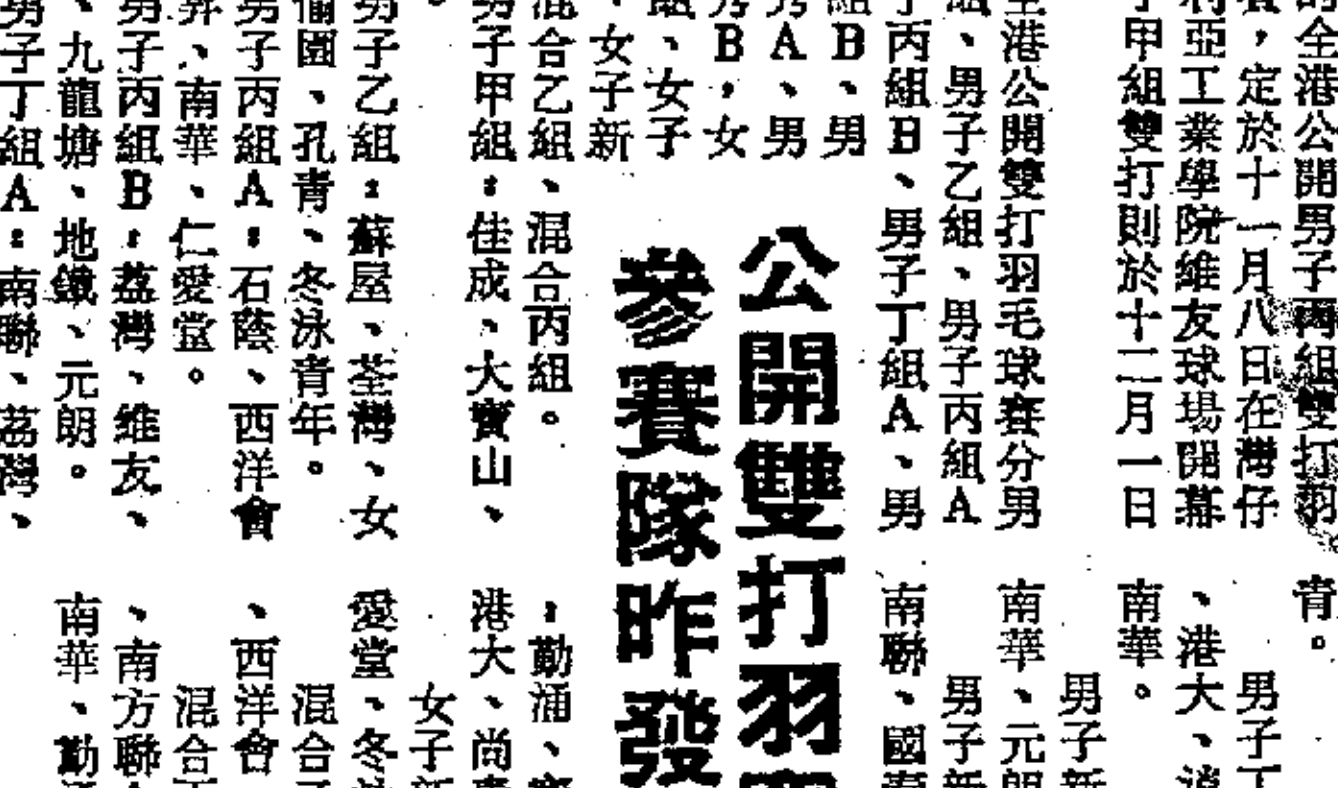 全港公開男子兩組雙打羽
，定於十一月八日在灣仔
利亞工業學院維友球場開幕
子甲組雙打則於十二月一日
全港公開雙打羽毛球賽分男
組、男子乙組、男子丙組A
子丙組B、男子丁組A、男
組B、男
男A、男
男B，女
組、女子
、女子新
公開雙打羽
參賽隊昨發
混合乙組、混合丙組。
男子甲組：佳成、大寶山、
男子乙組：蘇屋、荃灣、女
愉園、孔青、冬泳青年。
男子丙組A：石蔭、西洋會
昇、南華、仁愛堂。
男子丙組B：荔灣、維友、
、九龍塘、地鐵、元朗。
男子丁組A：南聯、荔灣、
青。
男子丁
、港大、
南華。
男子新
南華、元朗
男子新
南聯、國
：勤涌、
港大、尚
女子新
愛堂、冬
混合
、西洋會
混合
、南方聯
南華、勤